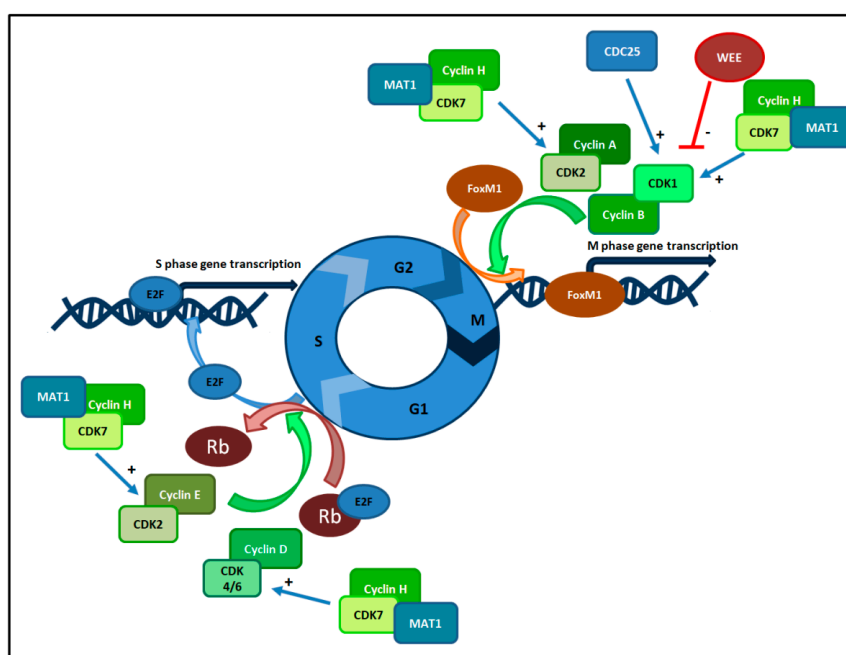 CDC25
WEE
Cyclin H
MAT1
CDK7
Cyclin H
CDK7
MAT1
+
+
-
+
Cyclin A
CDK2
CDK1
Cyclin B
FoxM1
M phase gene transcription
FoxM1
S phase gene transcription
E2F
G2
M
S
G1
E2F
MAT1
Cyclin H
CDK7
+
Rb
Cyclin E
CDK2
Rb
E2F
Cyclin D
CDK
4/6
+
Cyclin H
CDK7
MAT1